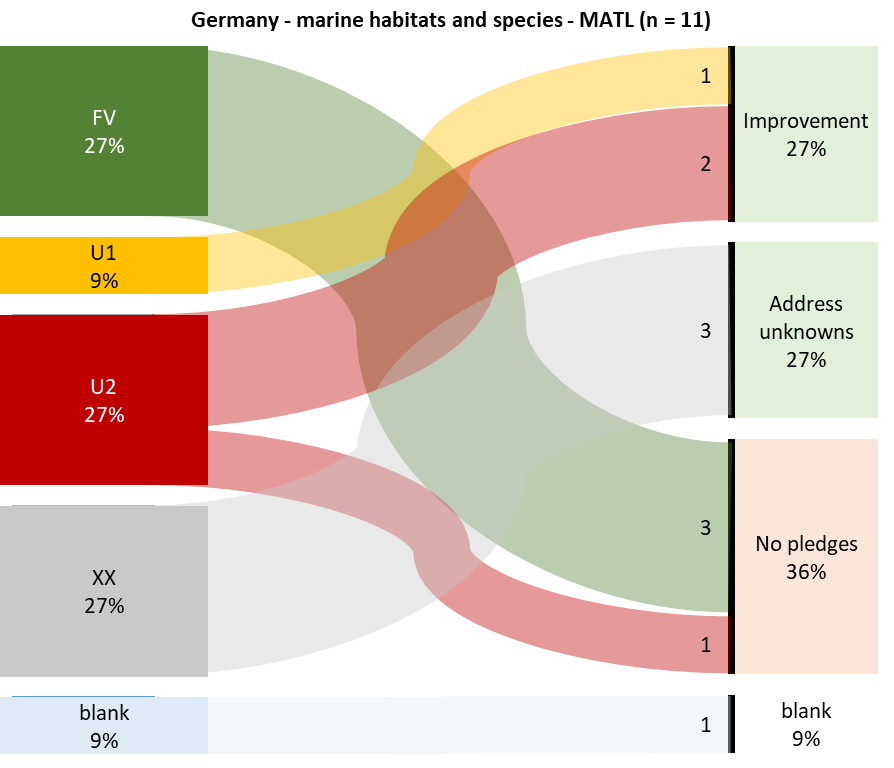 Germany - marine habitats and species - MATL (n = 11)
FV
27%
U1
9%
U2
27%
XX
27%
blank
9%
1
2
3
3
1
1
Improvement
27%
Address
unknowns
27%
No pledges
36%
blank
9%